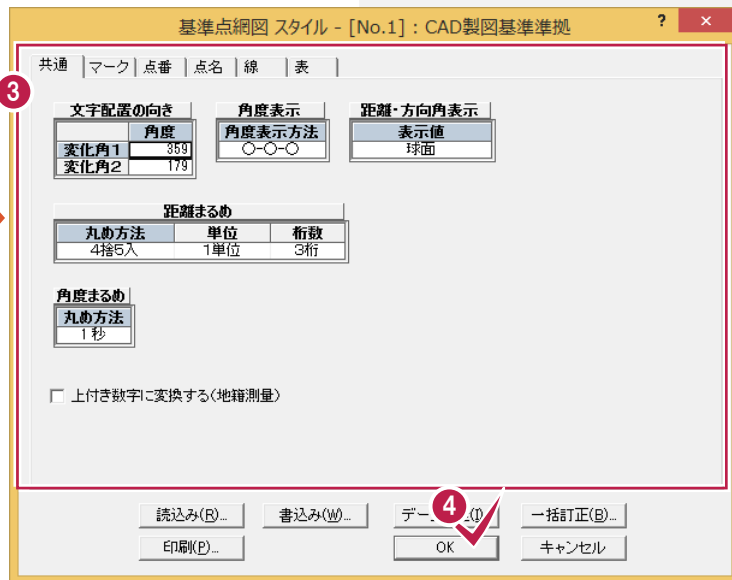 基準点網図 スタイル - [No.1] : CAD製図基準準拠 ? ×
共通 マーク 点番 点名 線 表
3
文字配置の向き 角度表示 距離・方向角表示
角度 角度表示方法 表示値
変化角1 359 ○-○-○ 球面
変化角2 179
距離まるめ
丸め方法 単位 桁数
4捨5入 1単位 3桁
角度まるめ
丸め方法
1秒
上付き数字に変換する(地籍測量)
4
読込み(R)... 書込み(W)... 一括訂正(B)...
印刷(P)... OK キャンセル